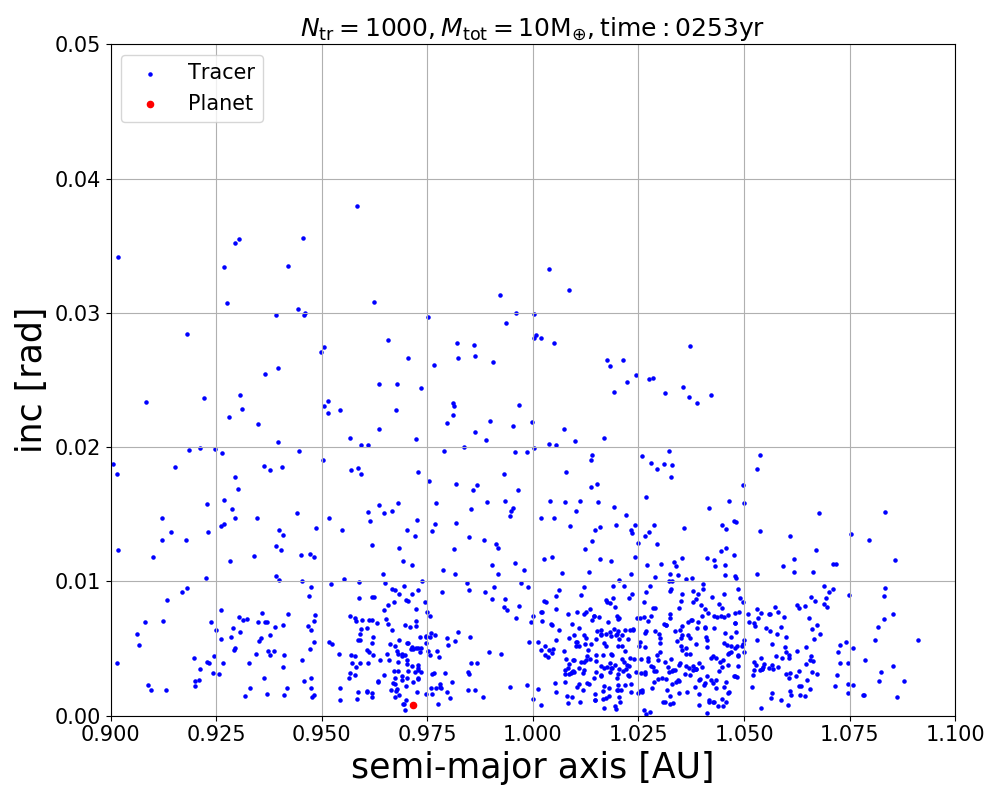 N_tr = 1000, M_tot = 10M_⊕, time : 0253yr
Tracer
Planet
0.05
0.04
0.03
0.02
0.01
0.00
inc [rad]
0.900 0.925 0.950 0.975 1.000 1.025 1.050 1.075 1.100
semi-major axis [AU]